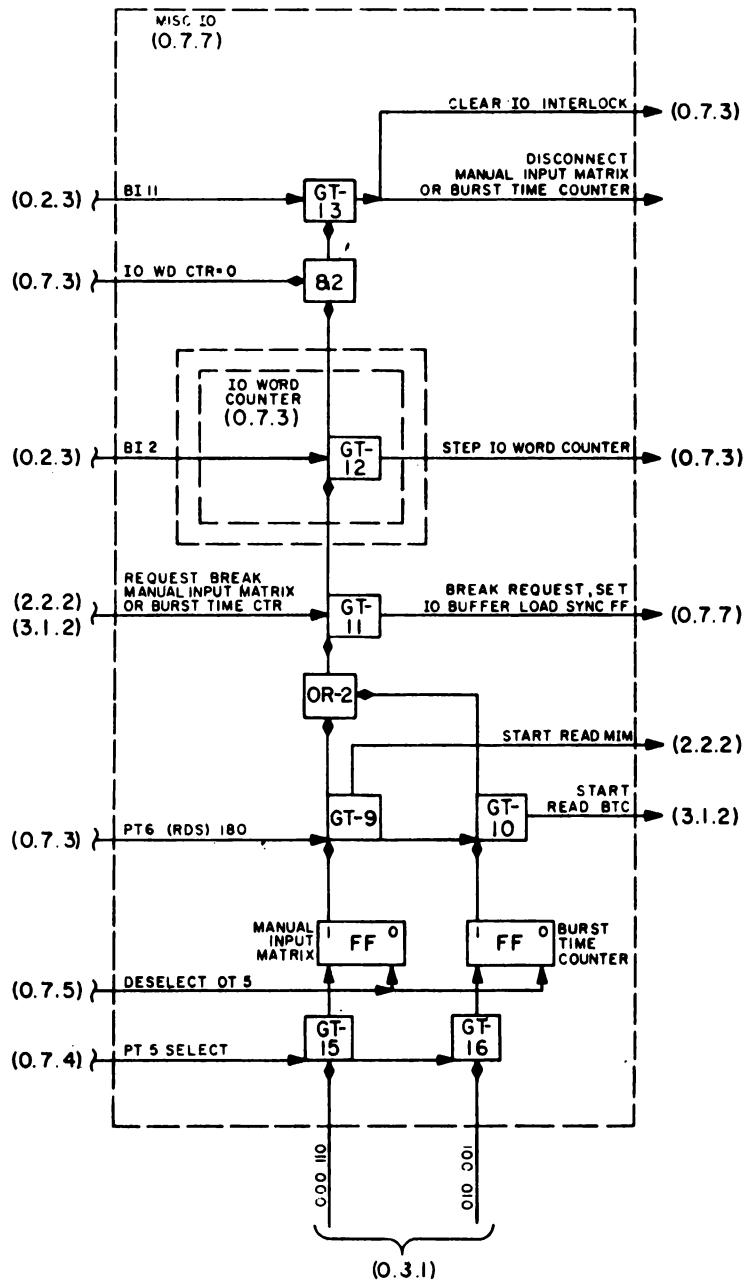 MISC IO
(0.7.7)
CLEAR IO INTERLOCK
(0.7.3)
DISCONNECT
MANUAL INPUT MATRIX
OR BURST TIME COUNTER
(0.2.3)
BI 11
GT-
13
(0.7.3)
IO WD CTR=0
&2
IO WORD
COUNTER
(0.7.3)
(0.2.3)
BI 2
GT-
12
STEP IO WORD COUNTER
(0.7.3)
REQUEST BREAK
MANUAL INPUT MATRIX
OR BURST TIME CTR
(2.2.2)
(3.1.2)
GT-
11
BREAK REQUEST, SET
IO BUFFER LOAD SYNC FF
(0.7.7)
OR-2
START READ MIM
(2.2.2)
START
READ BTC
(3.1.2)
(0.7.3)
PT6 (RDS) 180
GT-9
GT-
10
MANUAL
INPUT
MATRIX
1 FF 0
1 FF 0
BURST
TIME
COUNTER
(0.7.5)
DESELECT OT 5
(0.7.4)
PT 5 SELECT
GT-
15
GT-
16
000 110
100 010
(0.3.1)